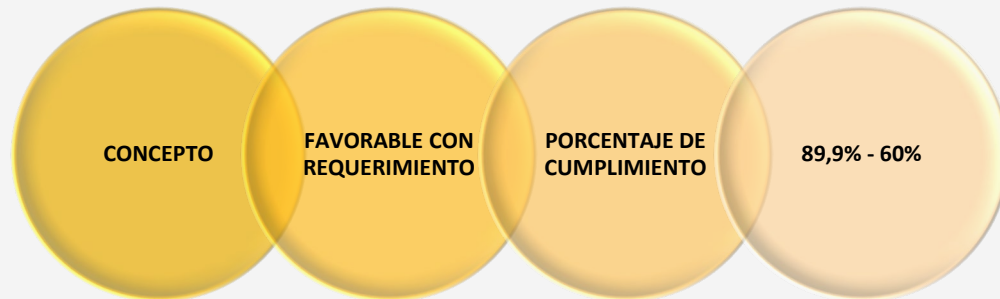 CONCEPTO
FAVORABLE CON
REQUERIMIENTO
PORCENTAJE DE
CUMPLIMIENTO
89,9% - 60%